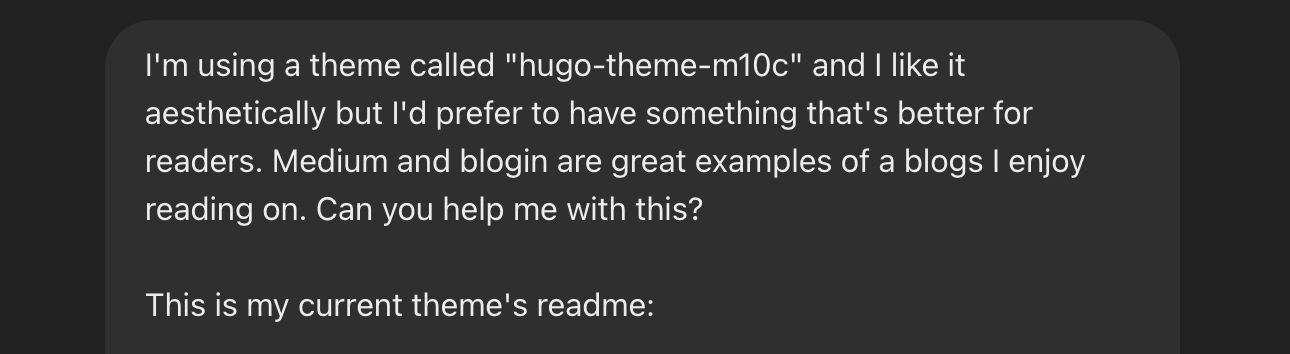 I'm using a theme called "hugo-theme-m10c" and I like it
aesthetically but I'd prefer to have something that's better for
readers. Medium and blogin are great examples of a blogs I enjoy
reading on. Can you help me with this?
This is my current theme's readme: